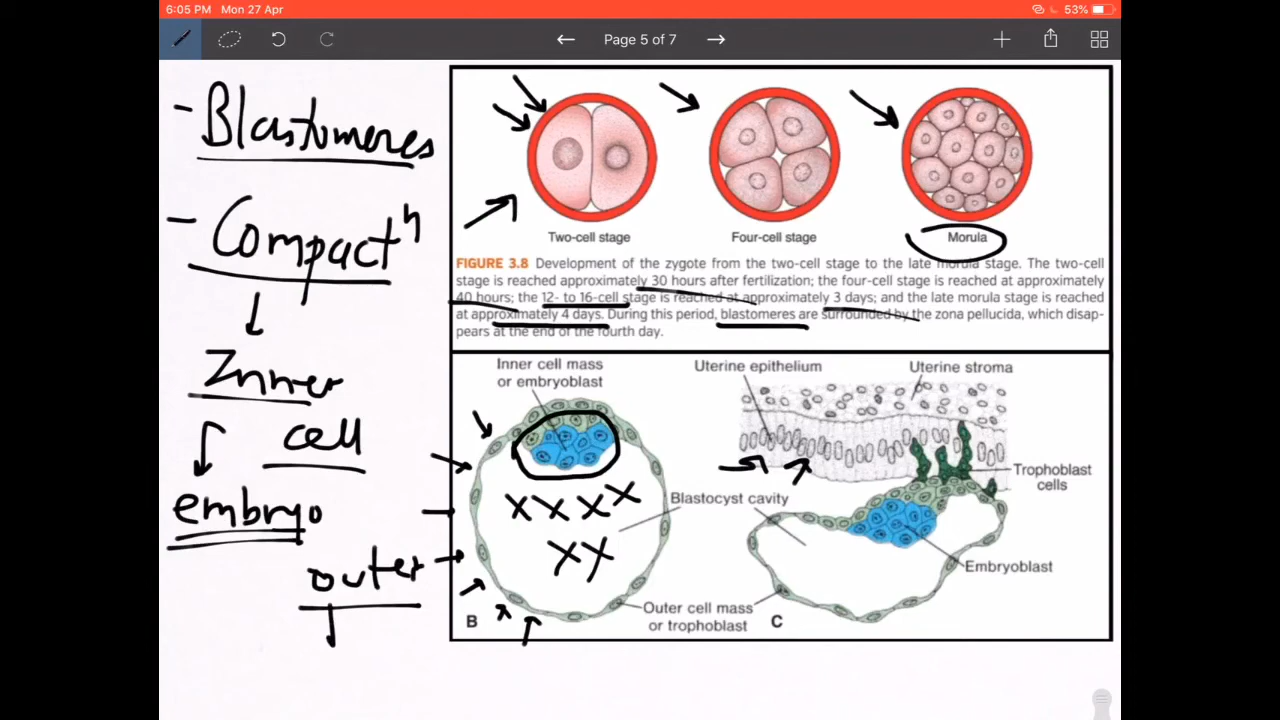 6:05 PM Mon 27 Apr
53%
Page 5 of 7
- Blastomeres
- Compactⁿ
Inner
cell
embryo
outer
Two-cell stage
Four-cell stage
Morula
FIGURE 3.8 Development of the zygote from the two-cell stage to the late morula stage. The two-cell
stage is reached approximately 30 hours after fertilization; the four-cell stage is reached at approximately
40 hours; the 12- to 16-cell stage is reached at approximately 3 days; and the late morula stage is reached
at approximately 4 days. During this period, blastomeres are surrounded by the zona pellucida, which disap-
pears at the end of the fourth day.
Inner cell mass
or embryoblast
Uterine epithelium
Uterine stroma
Trophoblast
cells
X X X X
Blastocyst cavity
X X
Embryoblast
Outer cell mass
or trophoblast
B
C